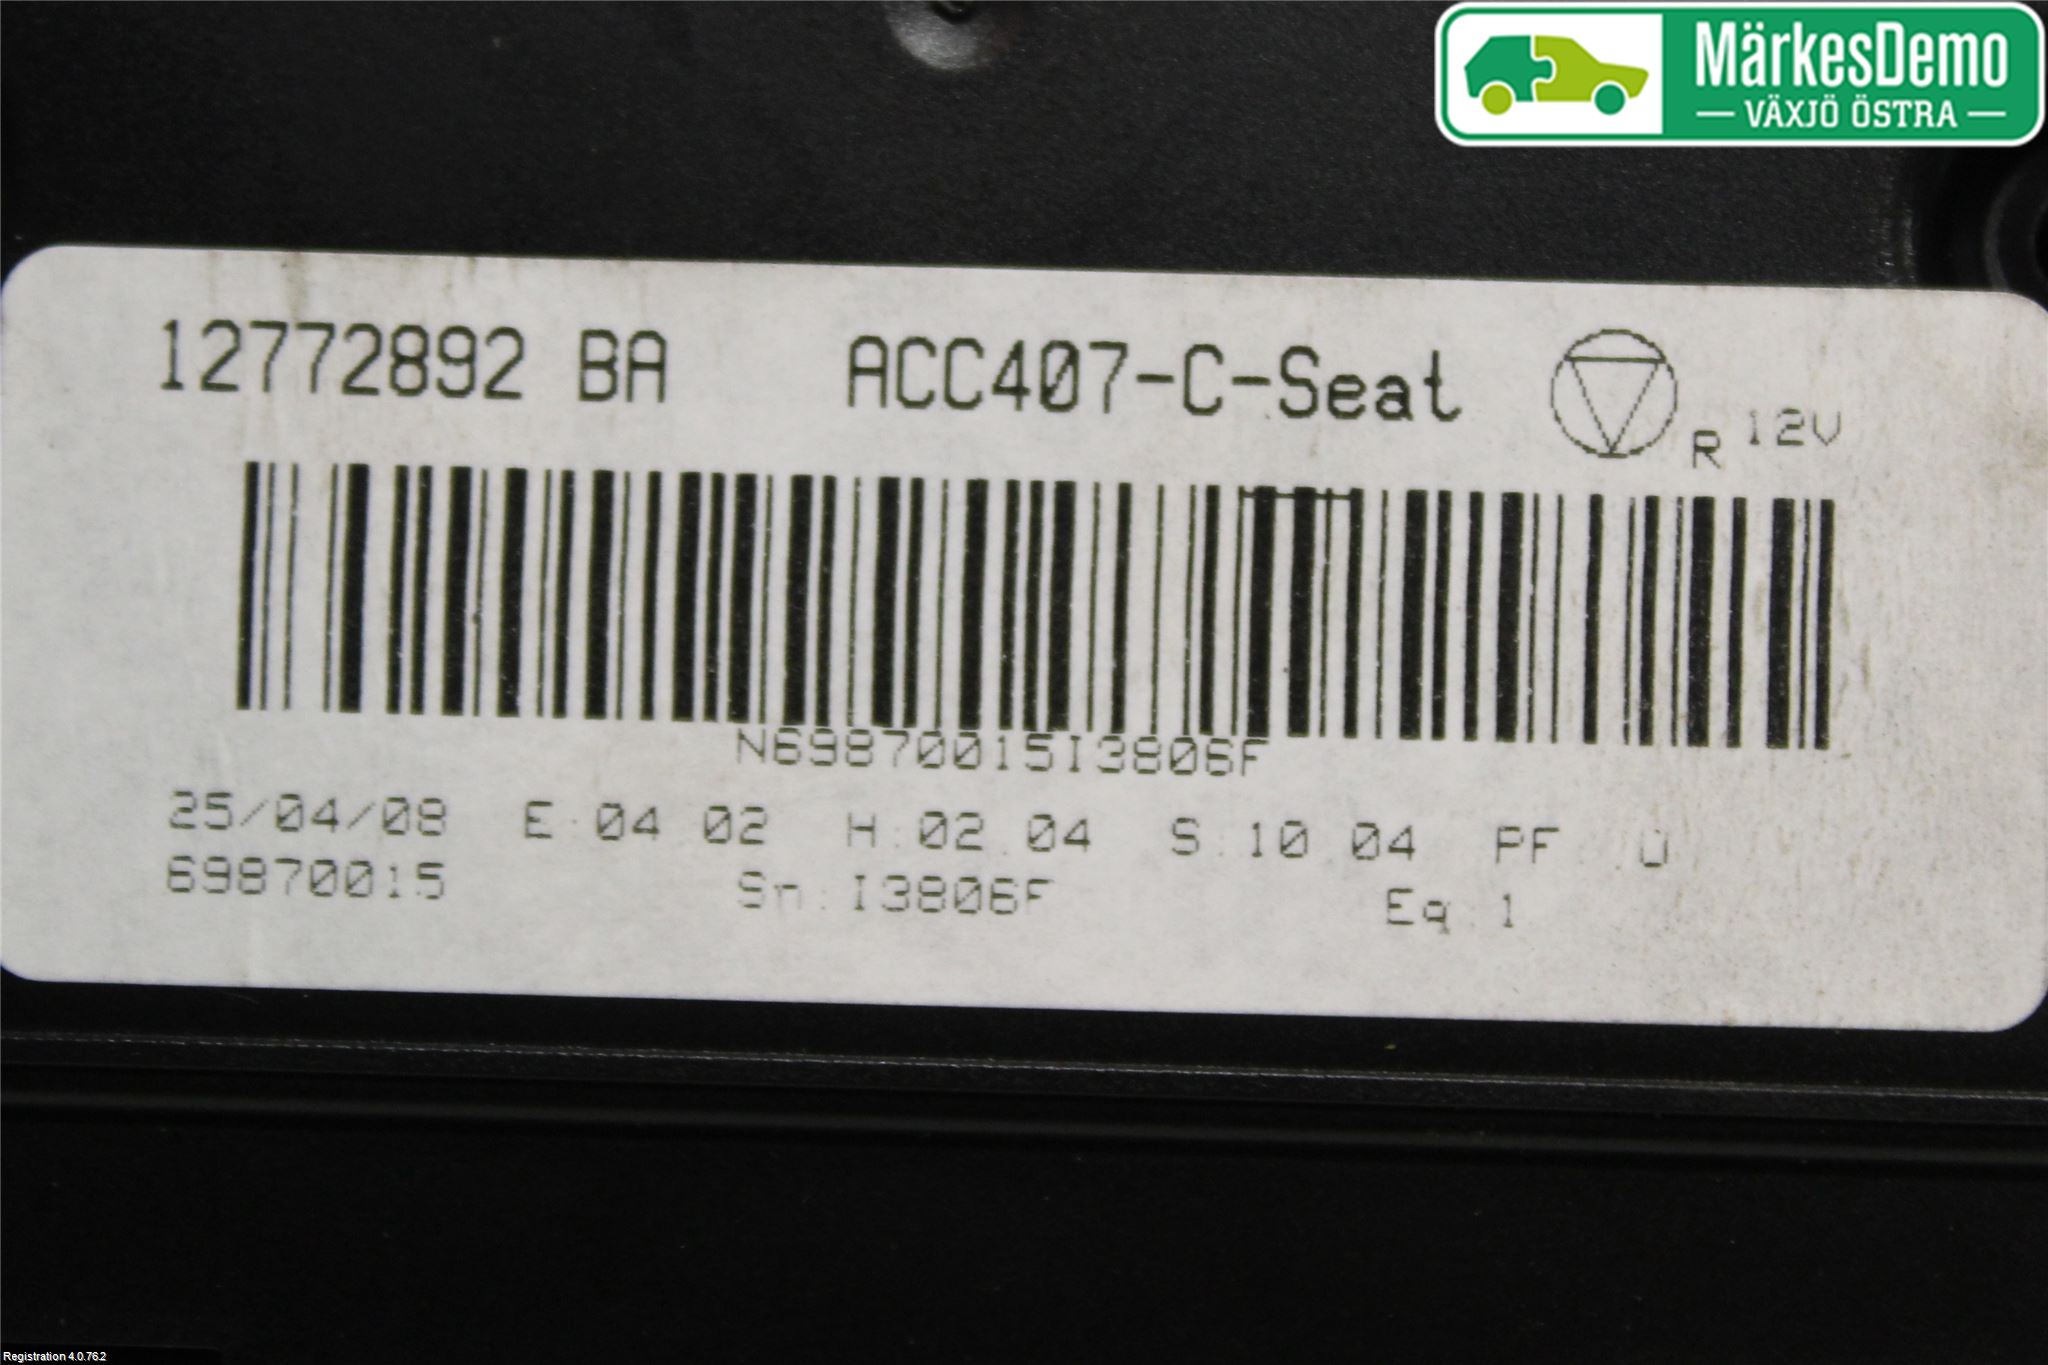 MärkesDemo
VÄXJÖ ÖSTRA
12772892 BA ACC407-C-Seat R 12V
N69870015I3806F
25/04/08 E:04 02 H:02.04 S:10 04 PF :U
69870015 Sn:I3806F Eq:1
Registration 4.0.76.2